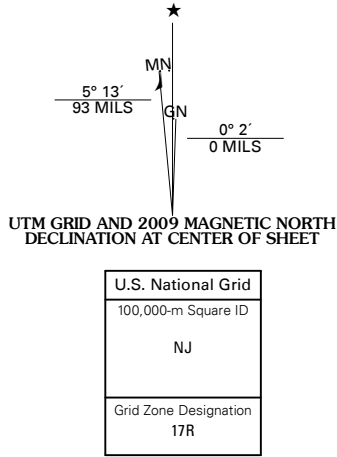 ★
MN
5° 13´
93 MILS
GN
0° 2´
0 MILS
UTM GRID AND 2009 MAGNETIC NORTH
DECLINATION AT CENTER OF SHEET
U.S. National Grid
100,000-m Square ID
NJ
Grid Zone Designation
17R